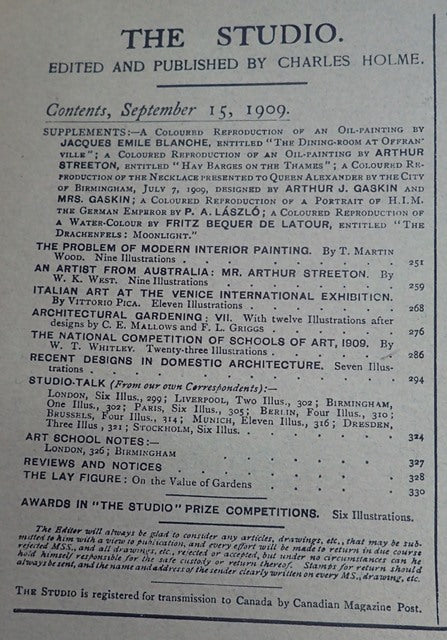 THE STUDIO.
EDITED AND PUBLISHED BY CHARLES HOLME.
Contents, September 15, 1909.
SUPPLEMENTS:—A COLOURED REPRODUCTION OF AN OIL-PAINTING BY
JACQUES EMILE BLANCHE, ENTITLED "THE DINING-ROOM AT OFFRAN-
VILLE"; A COLOURED REPRODUCTION OF AN OIL-PAINTING BY ARTHUR
STREETON, ENTITLED "HAY BARGES ON THE THAMES"; A COLOURED RE-
PRODUCTION OF THE NECKLACE PRESENTED TO QUEEN ALEXANDER BY THE CITY
OF BIRMINGHAM, JULY 7, 1909, DESIGNED BY ARTHUR J. GASKIN AND
MRS. GASKIN; A COLOURED REPRODUCTION OF A PORTRAIT OF H.I.M.
THE GERMAN EMPEROR BY P. A. LÁSZLÓ; A COLOURED REPRODUCTION OF
A WATER-COLOUR BY FRITZ BEQUER DE LATOUR, ENTITLED "THE
DRACHENFELS: MOONLIGHT."
THE PROBLEM OF MODERN INTERIOR PAINTING. By T. MARTIN
WOOD. Nine Illustrations . . . . . . 251
AN ARTIST FROM AUSTRALIA: MR. ARTHUR STREETON. By
W. K. WEST. Nine Illustrations . . . . . . 259
ITALIAN ART AT THE VENICE INTERNATIONAL EXHIBITION.
By VITTORIO PICA. Eleven Illustrations . . . . . 268
ARCHITECTURAL GARDENING: VII. With twelve Illustrations after
designs by C. E. MALLOWS and F. L. GRIGGS . . . . 276
THE NATIONAL COMPETITION OF SCHOOLS OF ART, 1909. By
W. T. WHITLEY. Twenty-three Illustrations . . . . 286
RECENT DESIGNS IN DOMESTIC ARCHITECTURE. Seven Illus-
trations . . . . . . . . 294
STUDIO-TALK (From our own Correspondents):—
LONDON, Six Illus., 299; LIVERPOOL, Two Illus., 302; BIRMINGHAM,
One Illus., 302; PARIS, Six Illus., 305; BERLIN, Four Illus., 310;
BRUSSELS, Four Illus., 314; MUNICH, Eleven Illus., 316; DRESDEN,
Three Illus., 321; STOCKHOLM, Six Illus. . . . . . 324
ART SCHOOL NOTES:—
LONDON, 326; BIRMINGHAM . . . . . . 327
REVIEWS AND NOTICES . . . . . . 328
THE LAY FIGURE: On the Value of Gardens . . . . 330
AWARDS IN "THE STUDIO" PRIZE COMPETITIONS. Six Illustrations.
The Editor will always be glad to consider any articles, drawings, etc., that may be sub-
mitted to him with a view to publication, and every effort will be made to return in due course
rejected MSS., and all drawings, etc., rejected or accepted, but under no circumstances can he
hold himself responsible for the safe custody or return thereof. Stamps for return should
always be sent, and the name and address of the sender clearly written on every MS., drawing, etc.
THE STUDIO is registered for transmission to Canada by Canadian Magazine Post.